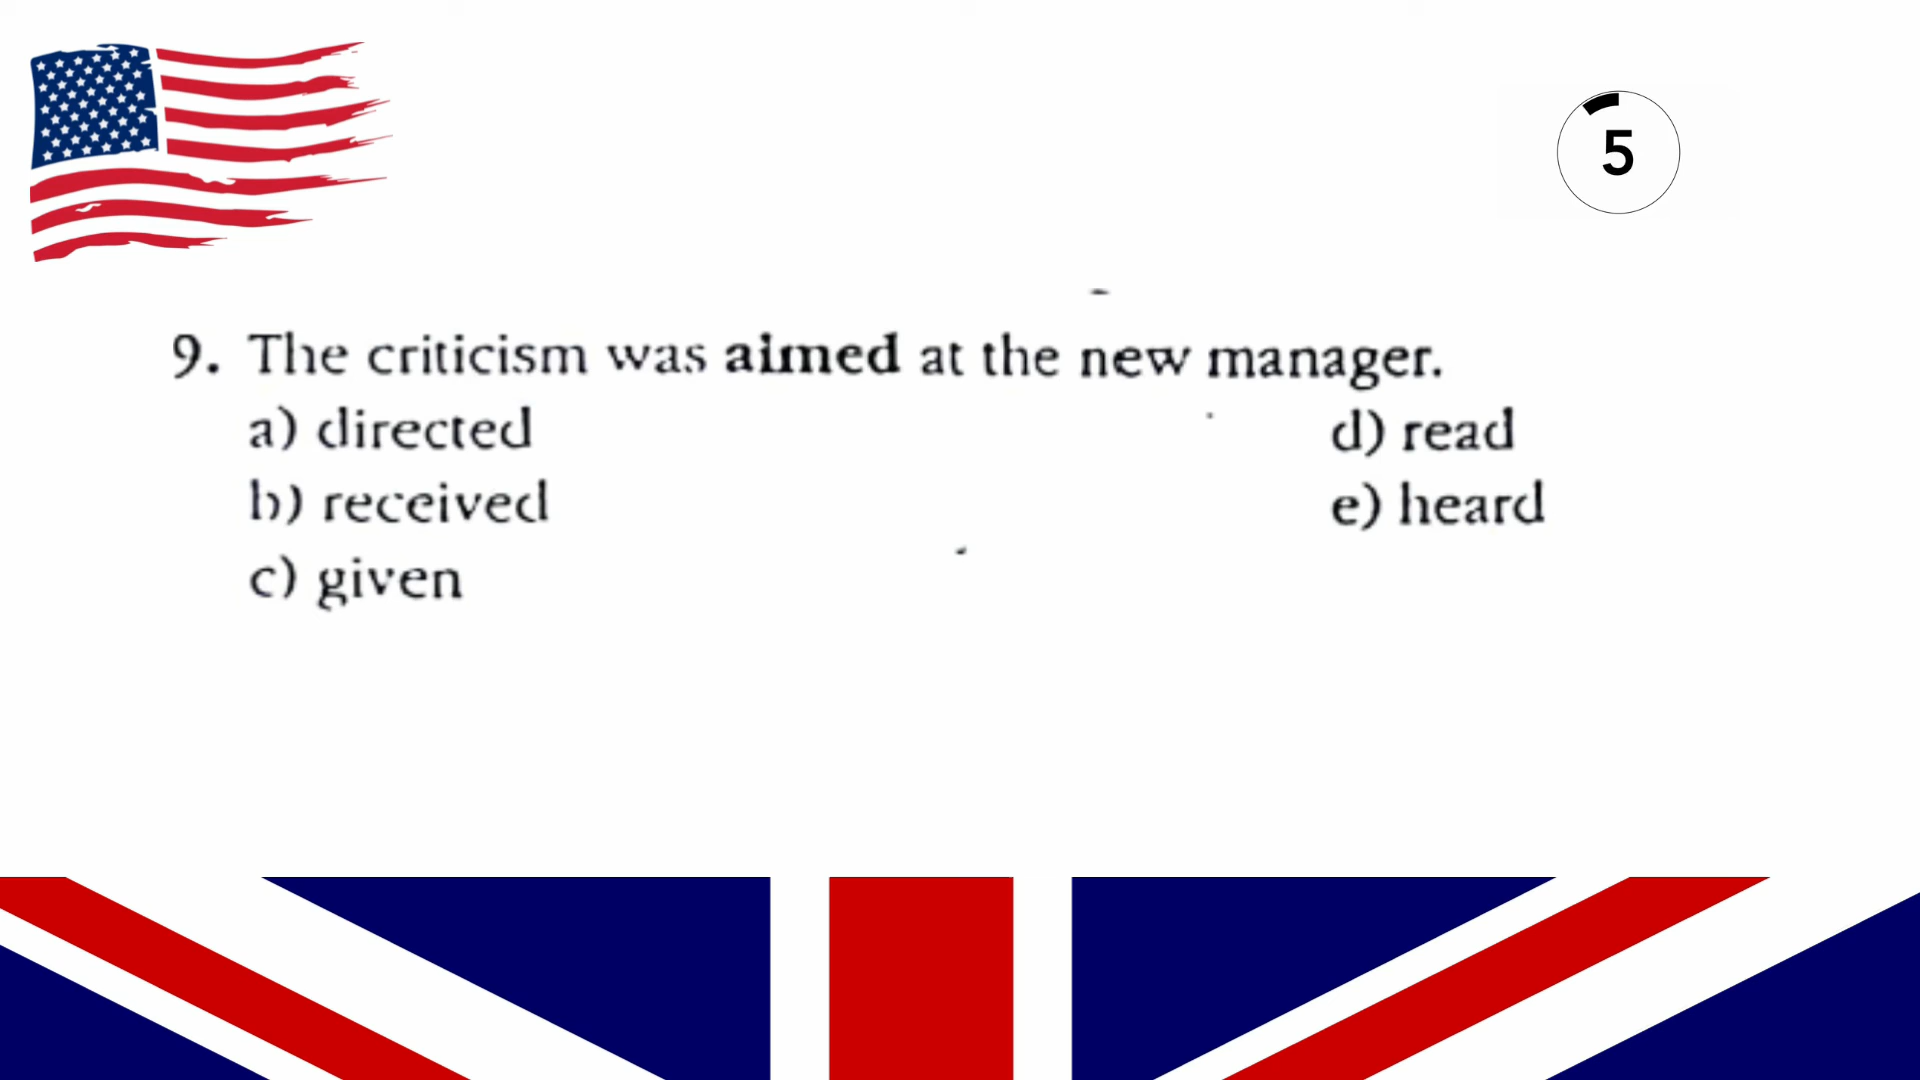 5
9. The criticism was aimed at the new manager.
a) directed
b) received
c) given
d) read
e) heard